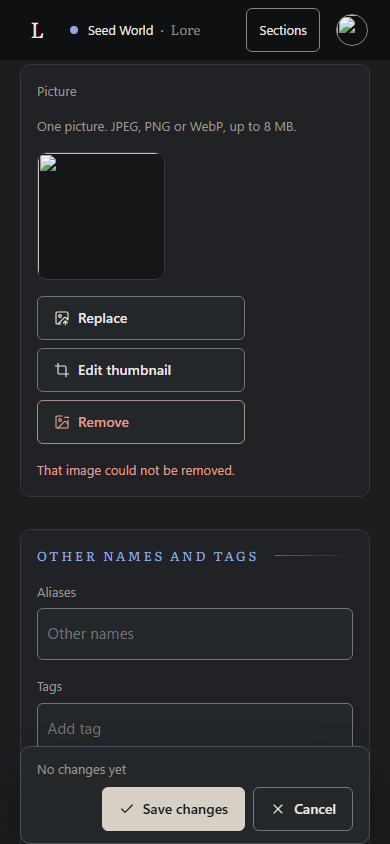 L
Seed World · Lore
Sections
Picture
One picture. JPEG, PNG or WebP, up to 8 MB.
Replace
Edit thumbnail
Remove
That image could not be removed.
OTHER NAMES AND TAGS
Aliases
Other names
Tags
Add tag
No changes yet
Save changes
Cancel